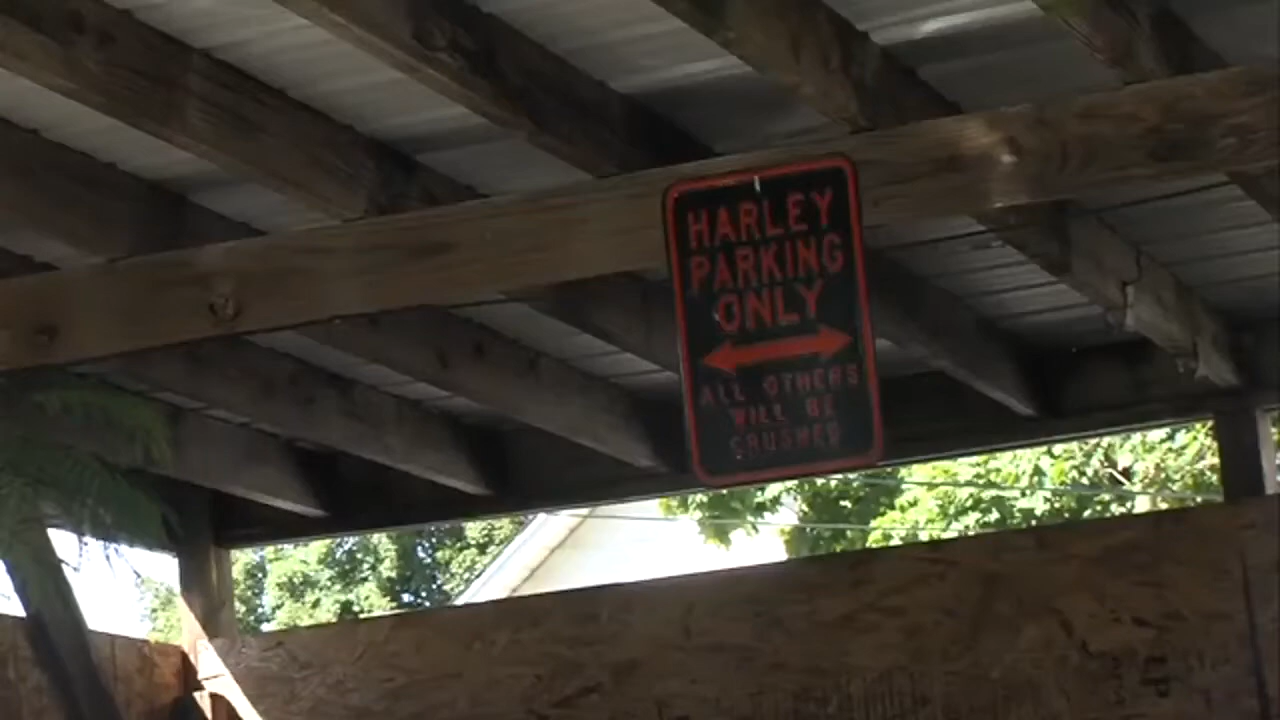 HARLEY
PARKING
ONLY
ALL OTHERS
WILL BE
CRUSHED